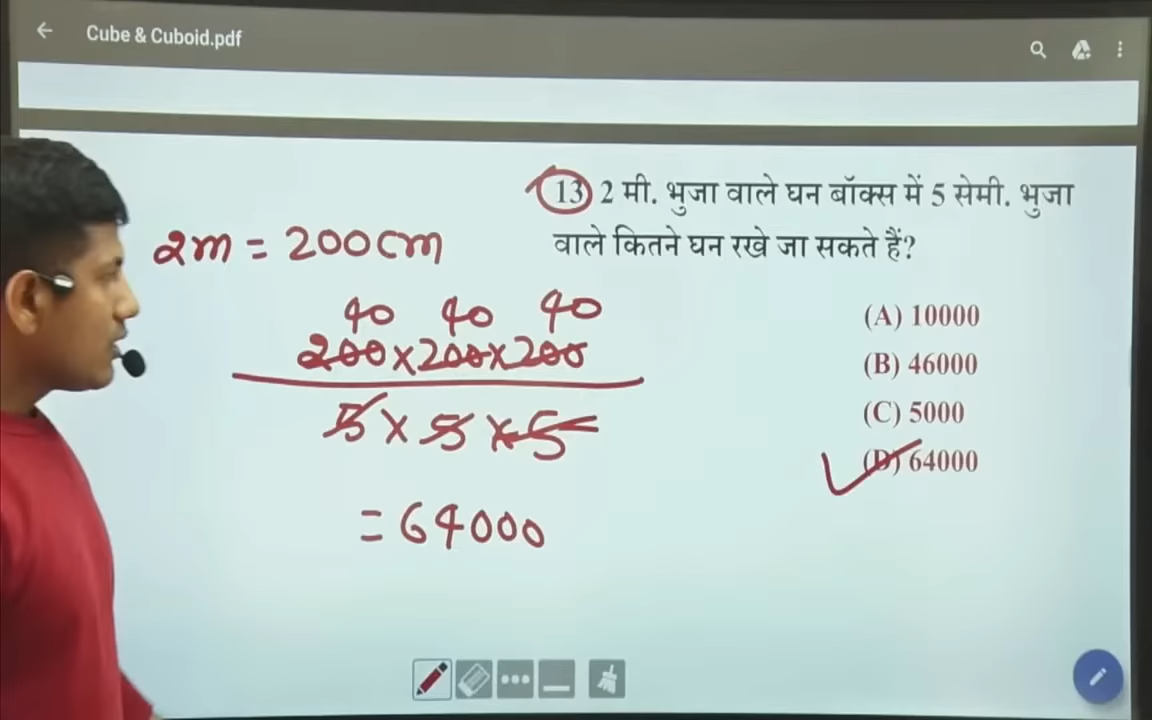 Cube & Cuboid.pdf
13 2 मी. भुजा वाले घन बॉक्स में 5 सेमी. भुजा
वाले कितने घन रखे जा सकते हैं?
2m = 200cm
40 40 40
200x200x200
5 x 5 x 5
= 64000
(A) 10000
(B) 46000
(C) 5000
(D) 64000